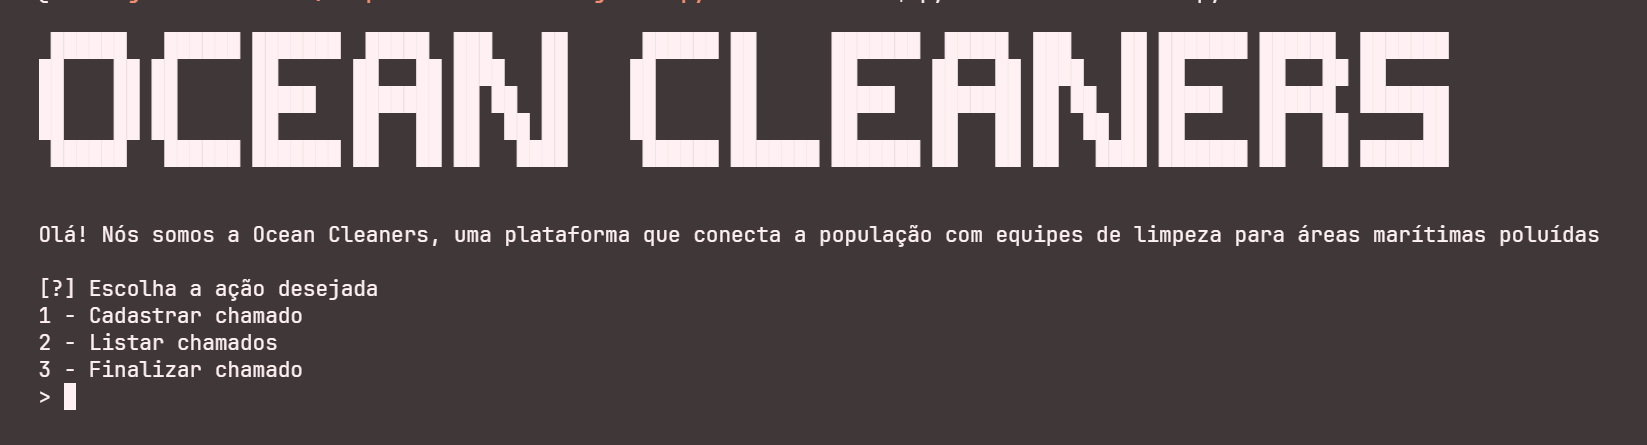 OCEAN CLEANERS
Olá! Nós somos a Ocean Cleaners, uma plataforma que conecta a população com equipes de limpeza para áreas marítimas poluídas
[?] Escolha a ação desejada
1 - Cadastrar chamado
2 - Listar chamados
3 - Finalizar chamado
>